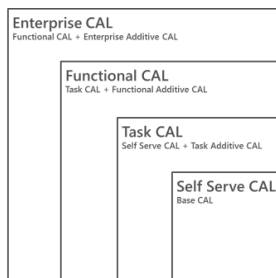 Enterprise CAL
Functional CAL + Enterprise Additive CAL
Functional CAL
Task CAL + Functional Additive CAL
Task CAL
Self Serve CAL + Task Additive CAL
Self Serve CAL
Base CAL